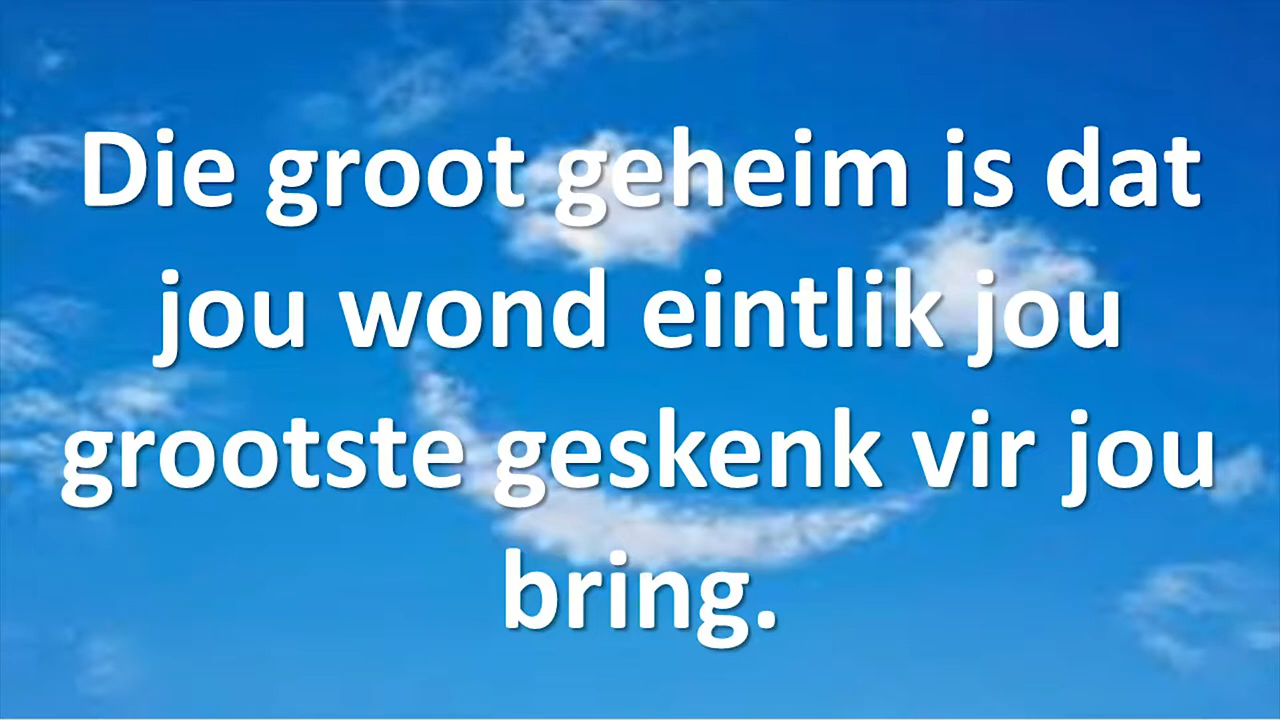 Die groot geheim is dat
jou wond eintlik jou
grootste geskenk vir jou
bring.